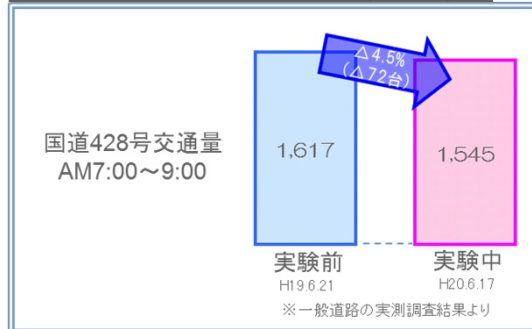 △4.5%
(△72台)
国道428号交通量
AM7:00～9:00
1,617
1,545
実験前
実験中
H19.6.21
H20.6.17
※一般道路の実測調査結果より